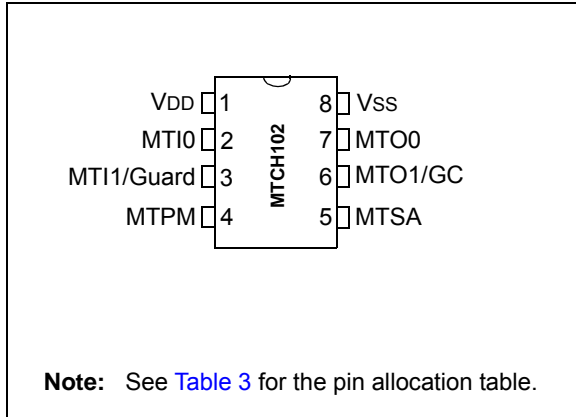 VDD 1 8 VSS
MTI0 2 7 MTO0
MTI1/Guard 3 6 MTO1/GC
MTPM 4 5 MTSA
MTCH102
Note: See Table 3 for the pin allocation table.